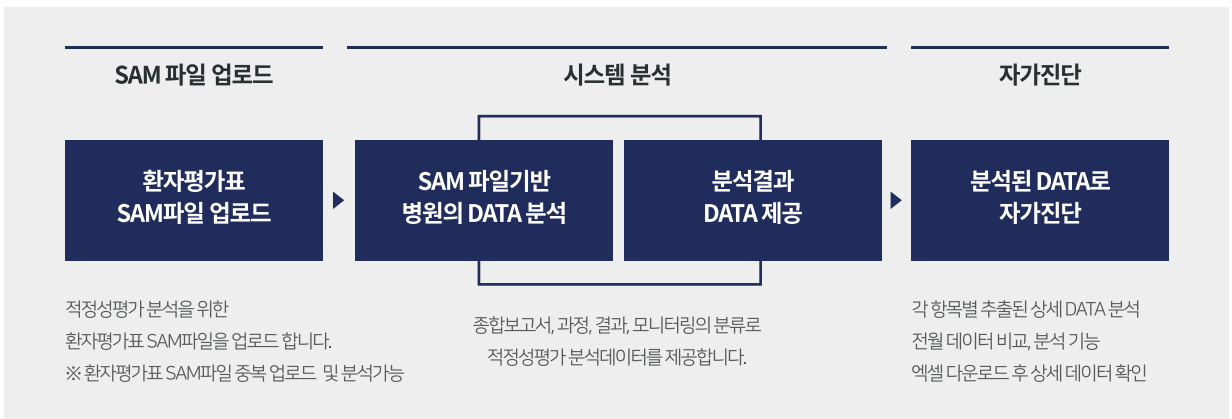 SAM 파일 업로드
시스템 분석
자가진단
환자평가표
SAM파일 업로드
SAM 파일기반
병원의 DATA 분석
분석결과
DATA 제공
분석된 DATA로
자가진단
적정성평가 분석을 위한
환자평가표 SAM파일을 업로드 합니다.
※ 환자평가표 SAM파일 중복 업로드 및 분석가능
종합보고서, 과정, 결과, 모니터링의 분류로
적정성평가 분석데이터를 제공합니다.
각 항목별 추출된 상세 DATA 분석
전월 데이터 비교, 분석 기능
엑셀 다운로드 후 상세 데이터 확인